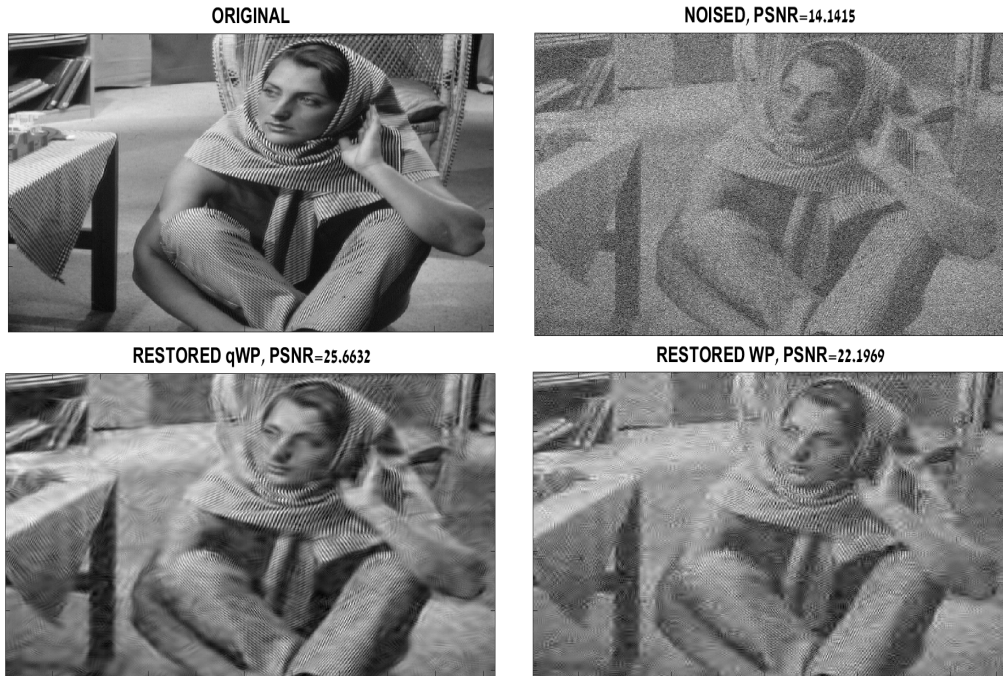 ORIGINAL
NOISED, PSNR=14.1415
RESTORED qWP, PSNR=25.6632
RESTORED WP, PSNR=22.1969